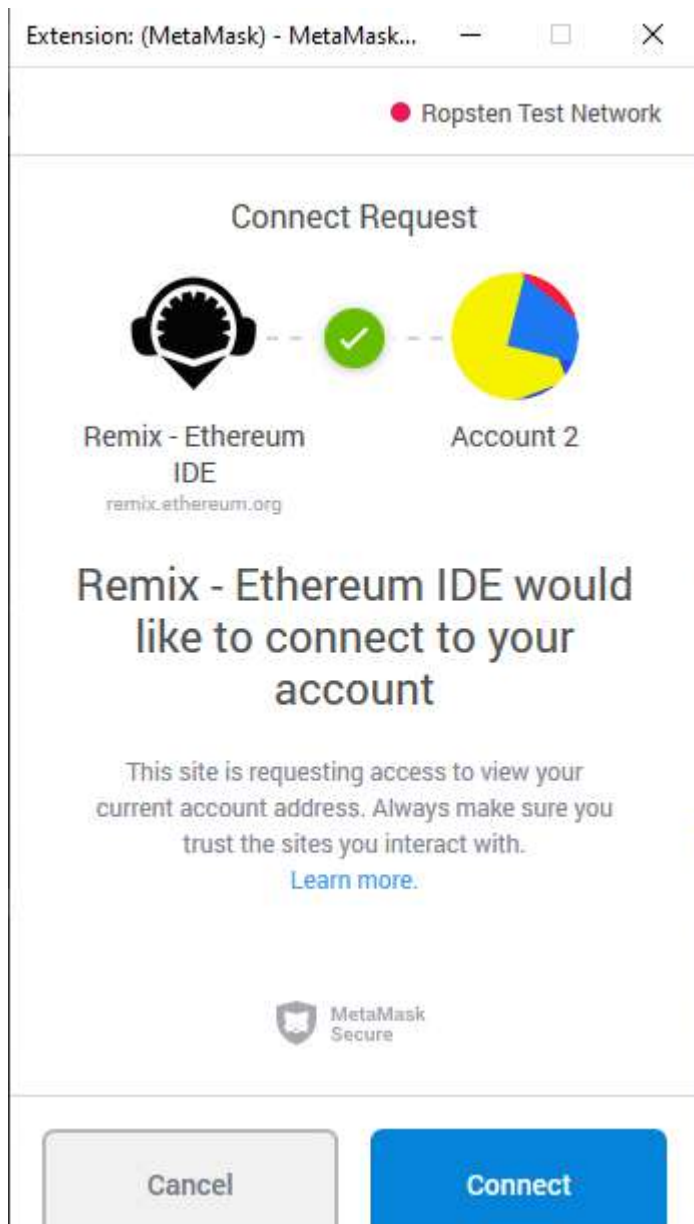 Extension: (MetaMask) - MetaMask...
Ropsten Test Network
Connect Request
Remix - Ethereum
IDE
remix.ethereum.org
Account 2
Remix - Ethereum IDE would
like to connect to your
account
This site is requesting access to view your
current account address. Always make sure you
trust the sites you interact with.
Learn more.
MetaMask
Secure
Cancel
Connect